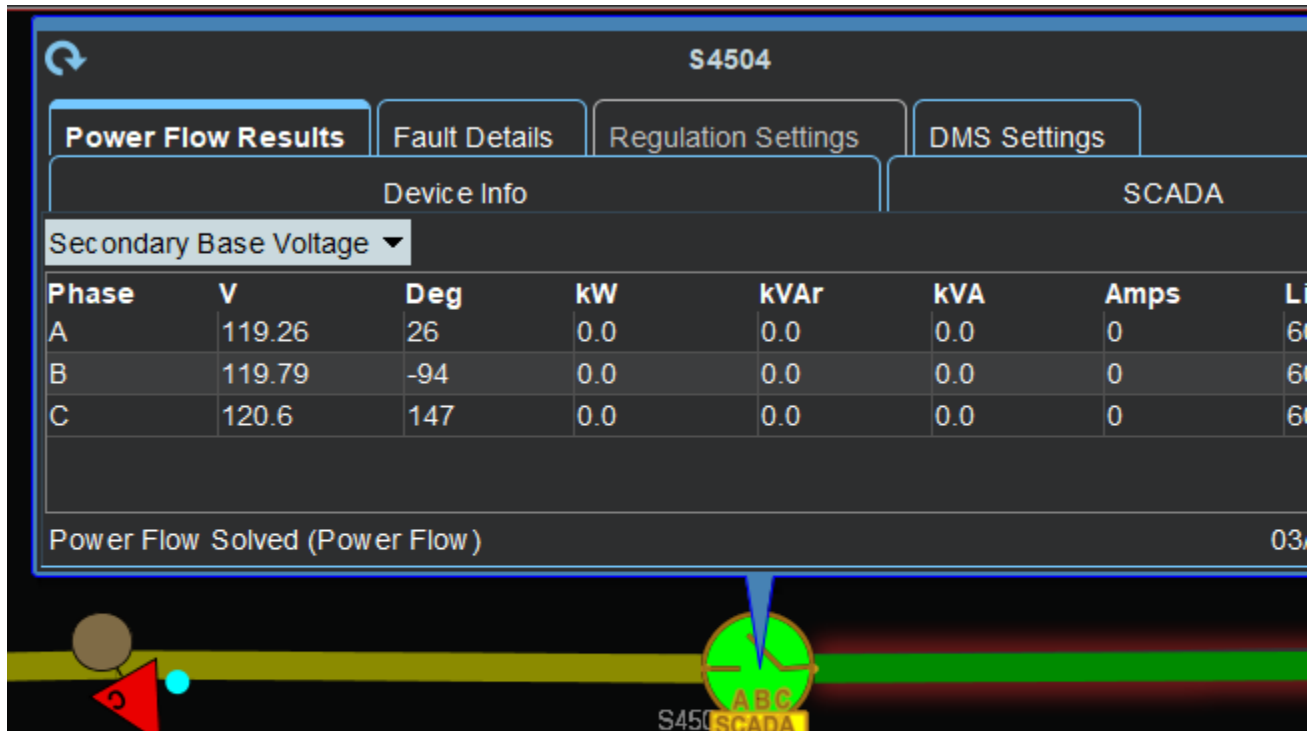 S4504
Power Flow Results Fault Details Regulation Settings DMS Settings
Device Info SCADA
Secondary Base Voltage
Phase V Deg kW kVAr kVA Amps
A 119.26 26 0.0 0.0 0.0 0
B 119.79 -94 0.0 0.0 0.0 0
C 120.6 147 0.0 0.0 0.0 0
Power Flow Solved (Power Flow)
ABC
SCADA